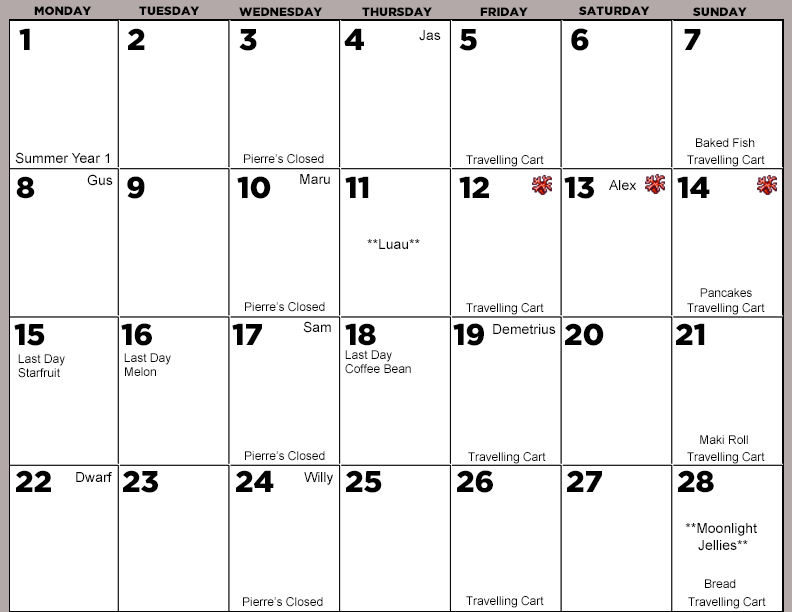 MONDAY TUESDAY WEDNESDAY THURSDAY FRIDAY SATURDAY SUNDAY
1
Summer Year 1
2
3
Pierre's Closed
4 Jas
5
Travelling Cart
6
7
Baked Fish
Travelling Cart
8 Gus
9
10 Maru
Pierre's Closed
11
**Luau**
12
Travelling Cart
13 Alex
14
Pancakes
Travelling Cart
15
Last Day
Starfruit
16
Last Day
Melon
17 Sam
Pierre's Closed
18
Last Day
Coffee Bean
19 Demetrius
Travelling Cart
20
21
Maki Roll
Travelling Cart
22 Dwarf
23
24 Willy
Pierre's Closed
25
26
Travelling Cart
27
28
**Moonlight
Jellies**
Bread
Travelling Cart